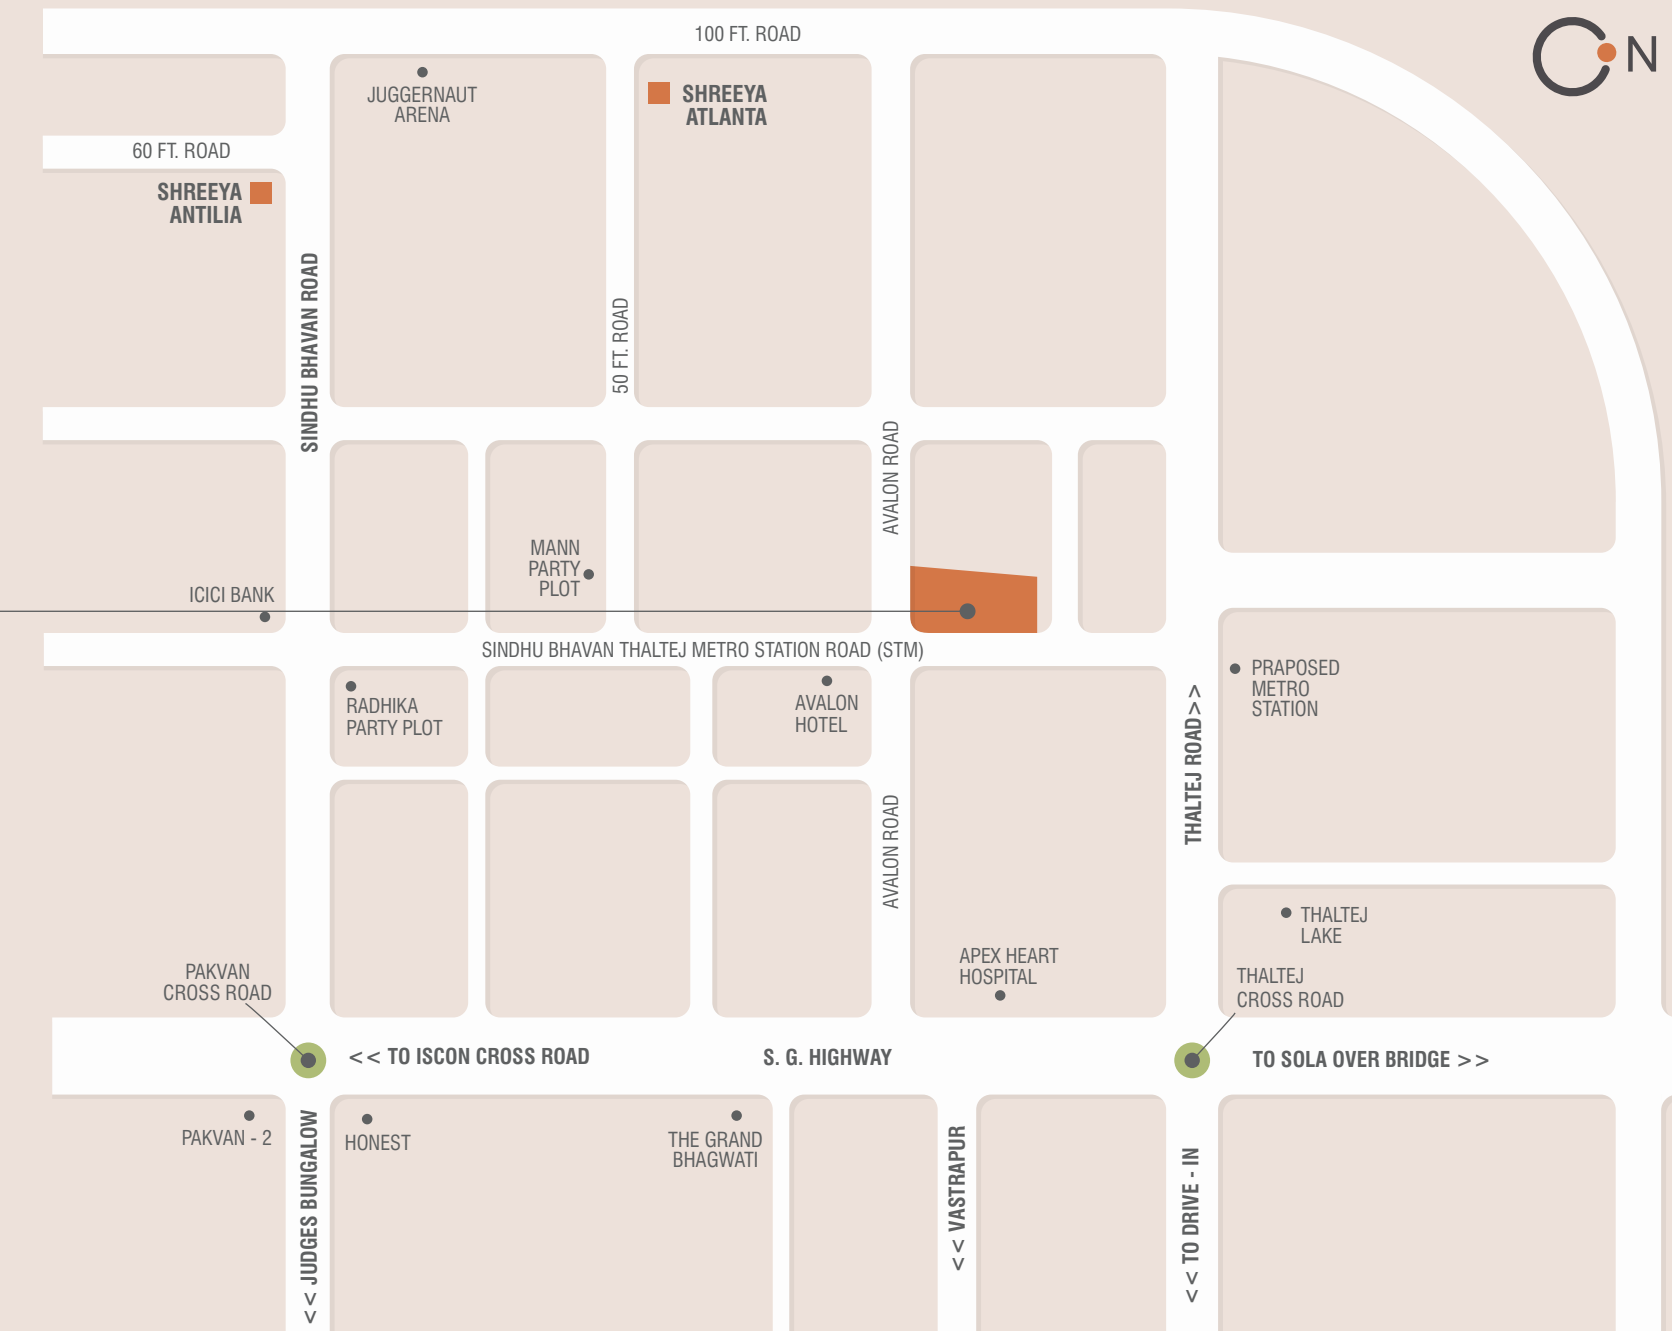 100 FT. ROAD
N
JUGGERNAUT
ARENA
SHREEYA
ATLANTA
60 FT. ROAD
SHREEYA
ANTILIA
SINDHU BHAVAN ROAD
50 FT. ROAD
AVALON ROAD
MANN
PARTY
PLOT
ICICI BANK
SINDHU BHAVAN THALTEJ METRO STATION ROAD (STM)
RADHIKA
PARTY PLOT
AVALON
HOTEL
PRAPOSED
METRO
STATION
THALTEJ ROAD>>
AVALON ROAD
THALTEJ
LAKE
APEX HEART
HOSPITAL
PAKVAN
CROSS ROAD
THALTEJ
CROSS ROAD
<< TO ISCON CROSS ROAD
S. G. HIGHWAY
TO SOLA OVER BRIDGE >>
PAKVAN - 2
<< JUDGES BUNGALOW
HONEST
THE GRAND
BHAGWATI
<< VASTRAPUR
<< TO DRIVE - IN